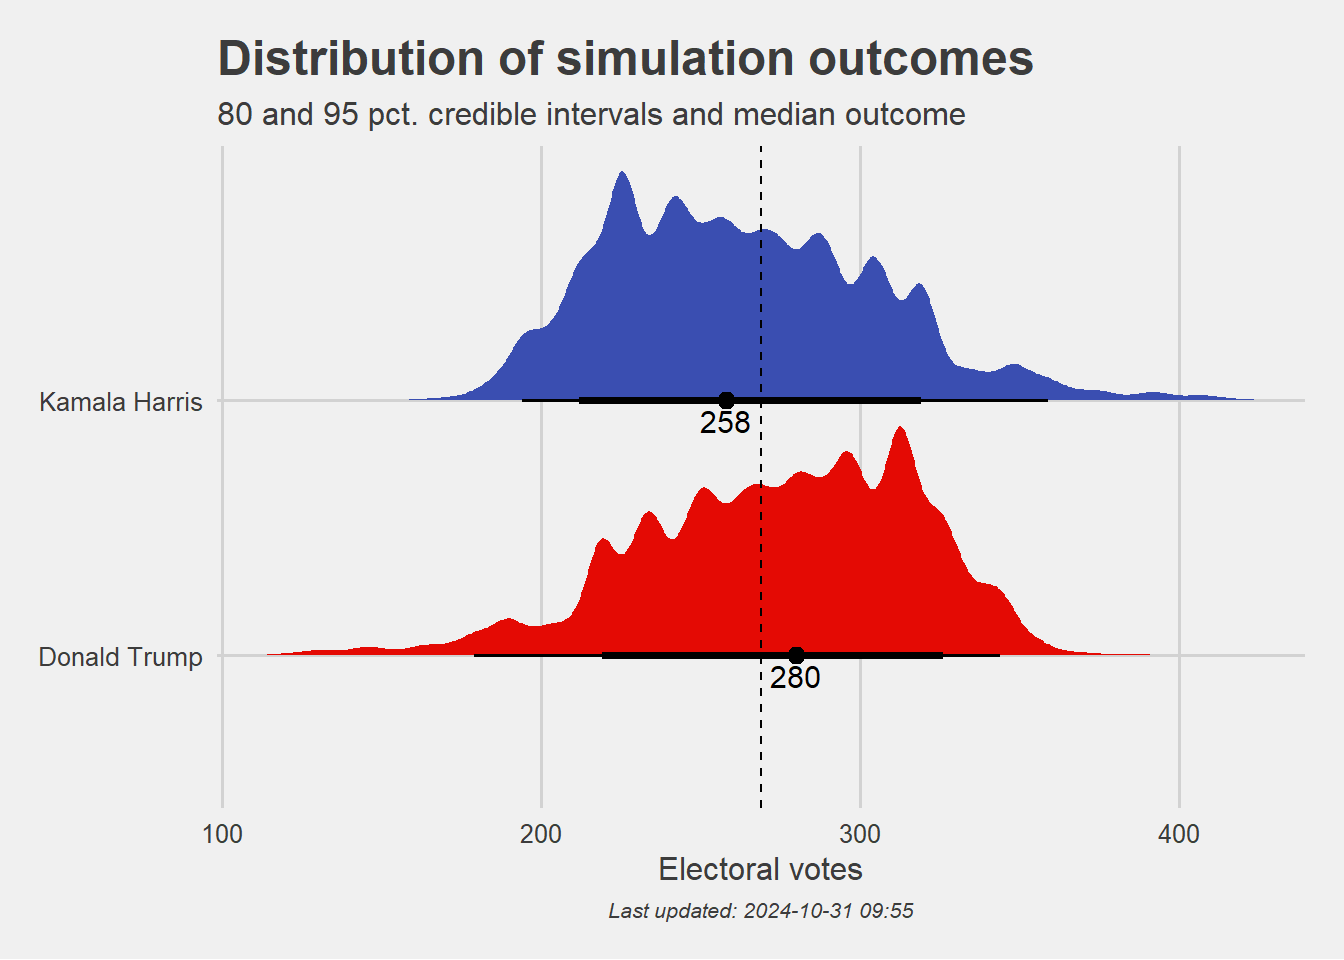 Distribution of simulation outcomes
80 and 95 pct. credible intervals and median outcome
Kamala Harris
258
Donald Trump
280
100 200 300 400
Electoral votes
Last updated: 2024-10-31 09:55